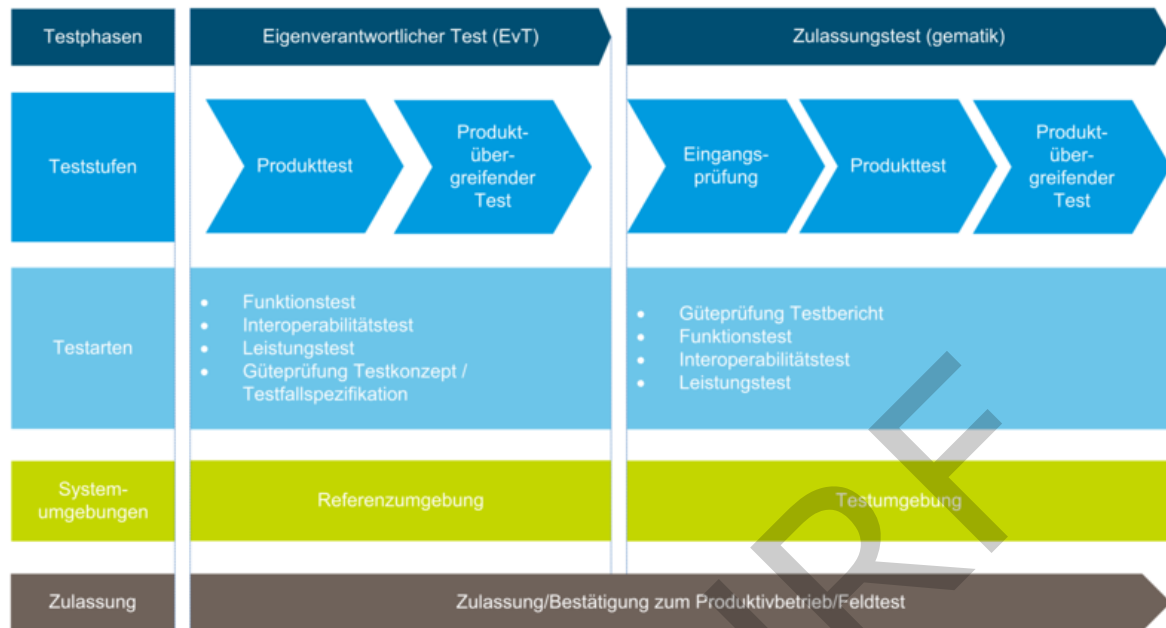 Testphasen
Eigenverantwortlicher Test (EvT)
Zulassungstest (gematik)
Teststufen
Produkttest
Produkt-
über-
greifender
Test
Eingangs-
prüfung
Produkttest
Produkt-
über-
greifender
Test
Testarten
• Funktionstest
• Interoperabilitätstest
• Leistungstest
• Güteprüfung Testkonzept /
Testfallspezifikation
• Güteprüfung Testbericht
• Funktionstest
• Interoperabilitätstest
• Leistungstest
System-
umgebungen
Referenzumgebung
Testumgebung
Zulassung
Zulassung/Bestätigung zum Produktivbetrieb/Feldtest